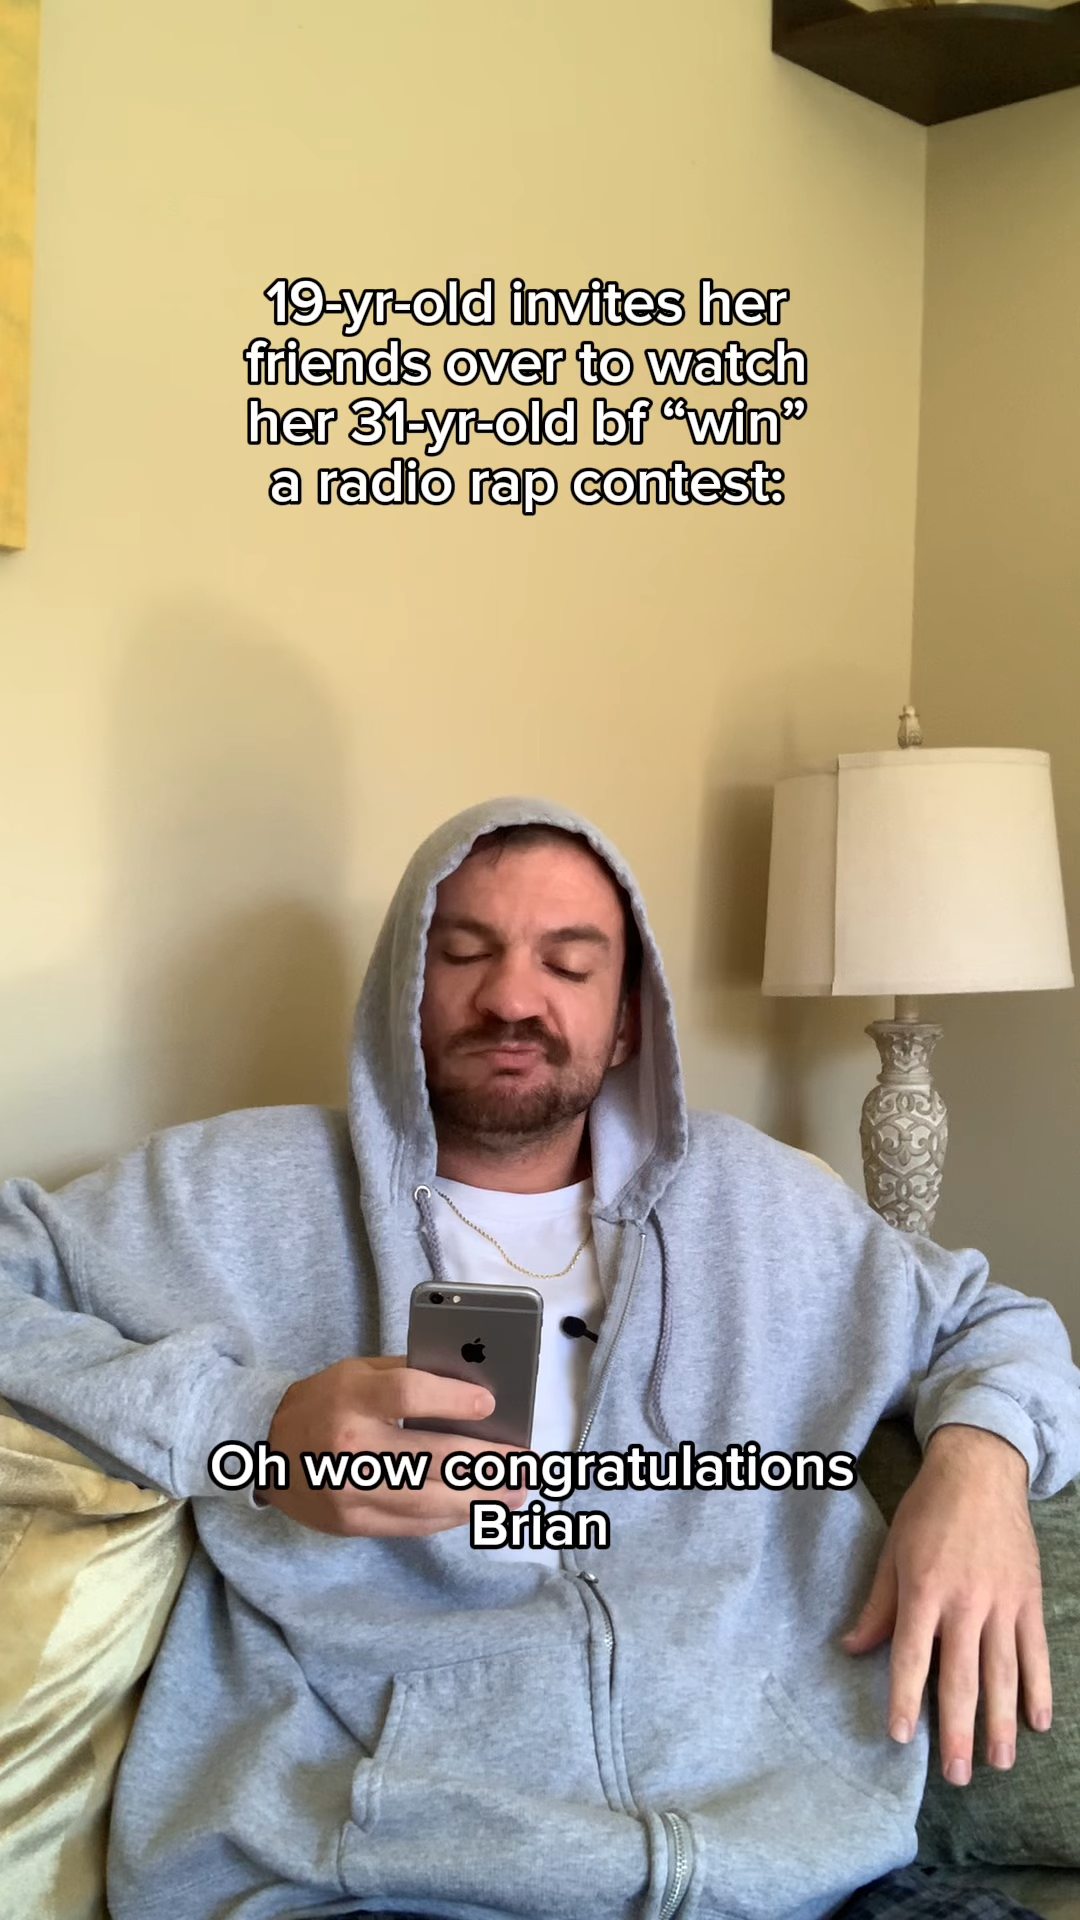 19-yr-old invites her
friends over to watch
her 31-yr-old bf “win”
a radio rap contest:
Oh wow congratulations
Brian